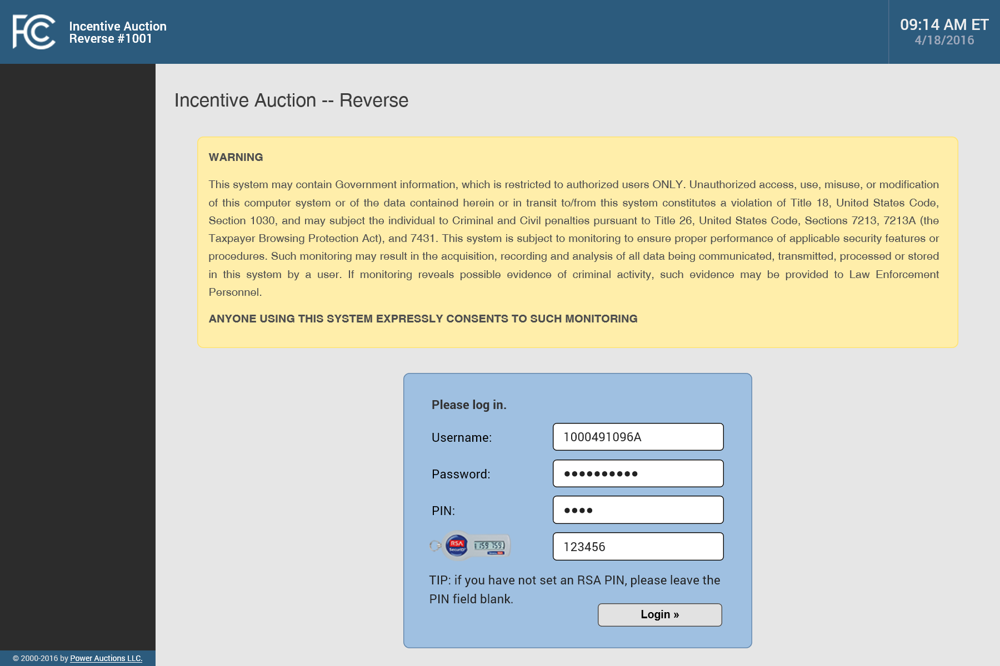 FCC
Incentive Auction
Reverse #1001
09:14 AM ET
4/18/2016
Incentive Auction -- Reverse
WARNING
This system may contain Government information, which is restricted to authorized users ONLY. Unauthorized access, use, misuse, or modification
of this computer system or of the data contained herein or in transit to/from this system constitutes a violation of Title 18, United States Code,
Section 1030, and may subject the individual to Criminal and Civil penalties pursuant to Title 26, United States Code, Sections 7213, 7213A (the
Taxpayer Browsing Protection Act), and 7431. This system is subject to monitoring to ensure proper performance of applicable security features or
procedures. Such monitoring may result in the acquisition, recording and analysis of all data being communicated, transmitted, processed or stored
in this system by a user. If monitoring reveals possible evidence of criminal activity, such evidence may be provided to Law Enforcement
Personnel.
ANYONE USING THIS SYSTEM EXPRESSLY CONSENTS TO SUCH MONITORING
Please log in.
Username: 1000491096A
Password: ••••••••••
PIN: ••••
RSA
SecurID
159 759
123456
TIP: if you have not set an RSA PIN, please leave the
PIN field blank.
Login »
© 2000-2016 by Power Auctions LLC.